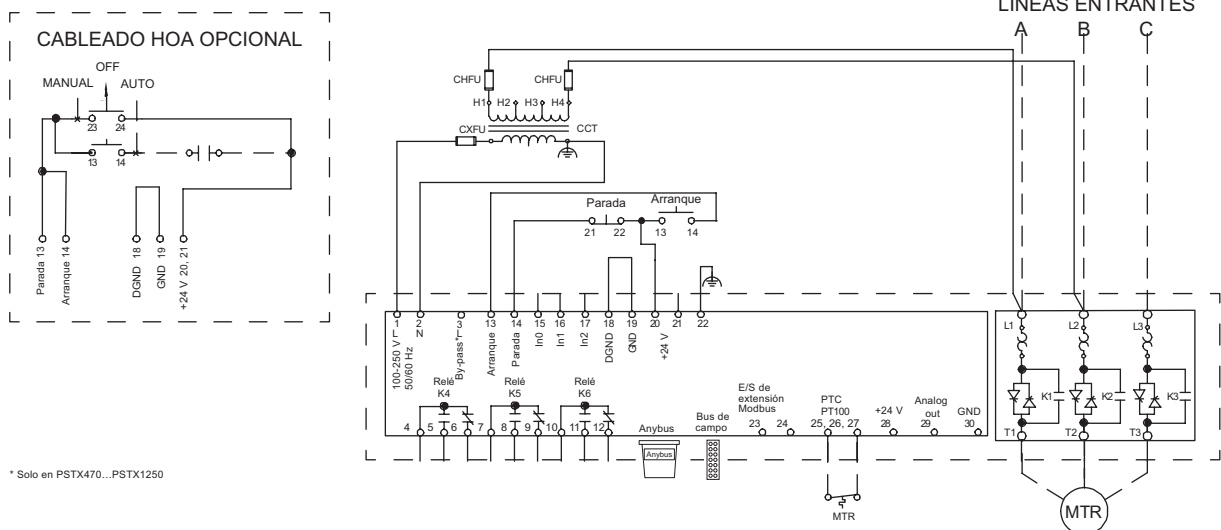 LINEAS ENTRANTES
A B C
CABLEADO HOA OPCIONAL
OFF
MANUAL AUTO
23 24
13 14
Parada 13
Arranque 14
DGND 18
GND 19
+24 V 20, 21
CHFU CHFU
H1 H2 H3 H4
CXFU CCT
Parada Arranque
21 22 13 14
1 2 3 13 14 15 16 17 18 19 20 21 22
L N L
100-250 V
50/60 Hz
By-pass*
Arranque
Parada
In0
In1
In2
DGND
GND
+24 V
Relé
K4
Relé
K5
Relé
K6
4 5 6 7 8 9 10 11 12
Anybus
Anybus
Bus de
campo
E/S de
extensión
Modbus
23 24
PTC
PT100
25, 26, 27
+24 V
28
Analog
out
29
GND
30
L1 L2 L3
K1 K2 K3
T1 T2 T3
MTR
MTR
* Solo en PSTX470...PSTX1250